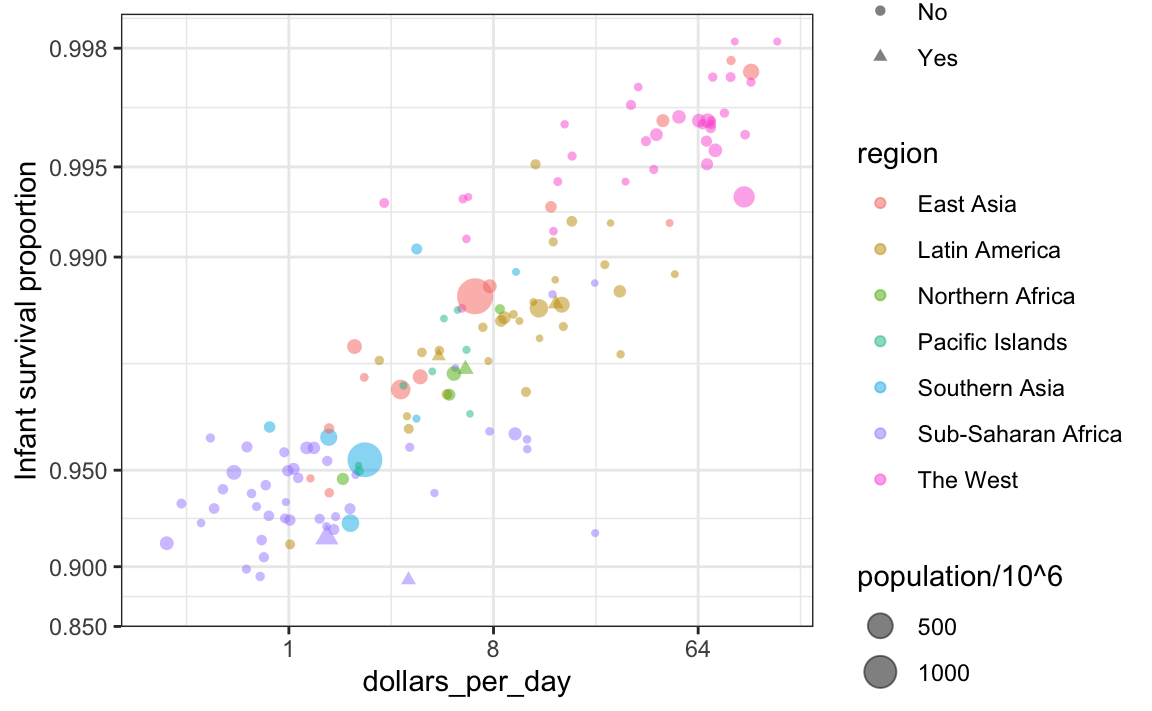 No
Yes
region
East Asia
Latin America
Northern Africa
Pacific Islands
Southern Asia
Sub-Saharan Africa
The West
population/10^6
500
1000
Infant survival proportion
0.998
0.995
0.990
0.950
0.900
0.850
1 8 64
dollars_per_day